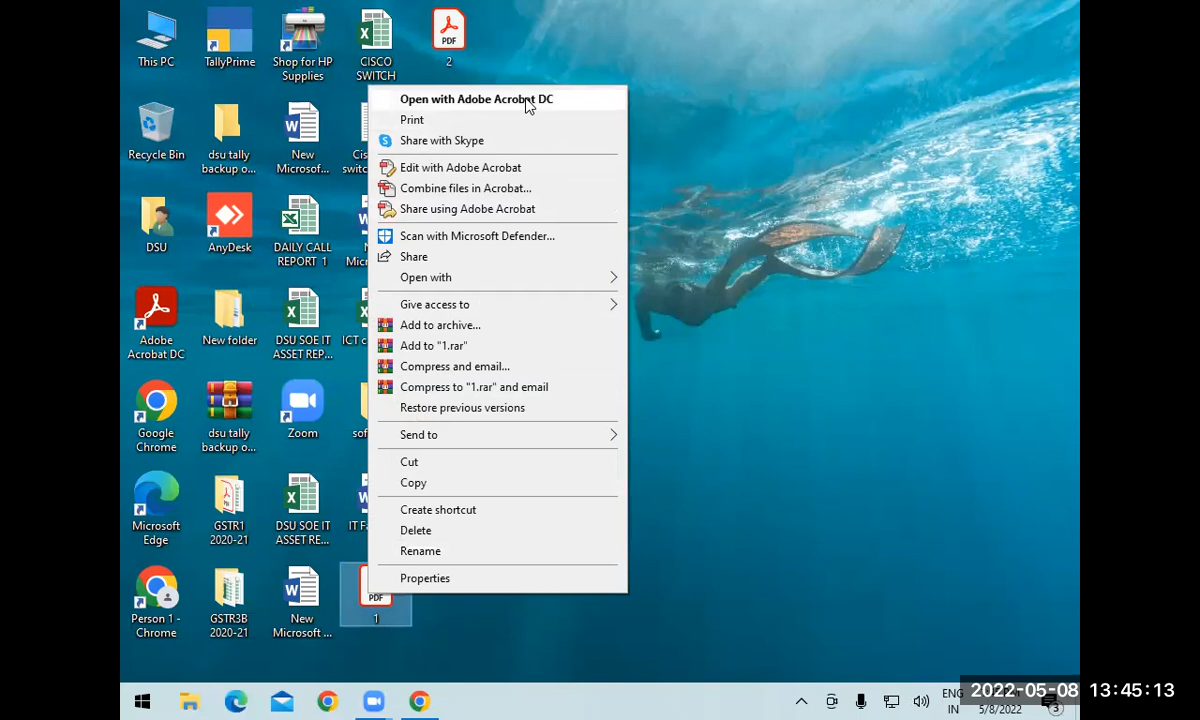 This PC
TallyPrime
Shop for HP
Supplies
CISCO
SWITCH
PDF
2
Recycle Bin
dsu tally
backup o...
New
Microsof...
DSU
AnyDesk
DAILY CALL
REPORT 1
Adobe
Acrobat DC
New folder
DSU SOE IT
ASSET REP...
ICT c
Google
Chrome
dsu tally
backup o...
Zoom
Microsoft
Edge
GSTR1
2020-21
DSU SOE IT
ASSET RE...
Person 1 -
Chrome
GSTR3B
2020-21
New
Microsoft ...
PDF
1
Open with Adobe Acrobat DC
Print
Share with Skype
Edit with Adobe Acrobat
Combine files in Acrobat...
Share using Adobe Acrobat
Scan with Microsoft Defender...
Share
Open with
Give access to
Add to archive...
Add to "1.rar"
Compress and email...
Compress to "1.rar" and email
Restore previous versions
Send to
Cut
Copy
Create shortcut
Delete
Rename
Properties
ENG
IN
5/8/2022
3
2022-05-08 13:45:13